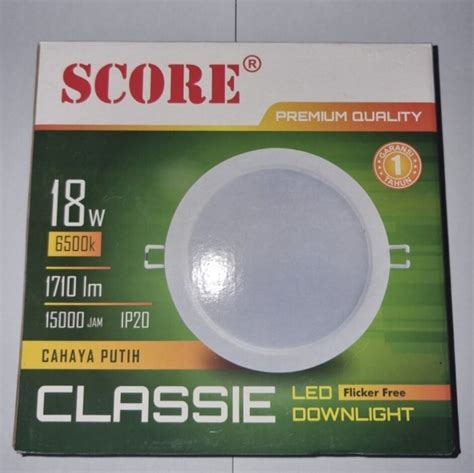 SCORE®
PREMIUM QUALITY
GARANSI
1
TAHUN
18w
6500k
1710 lm
15000 JAM IP20
CAHAYA PUTIH
CLASSIE
LED Flicker Free
DOWNLIGHT